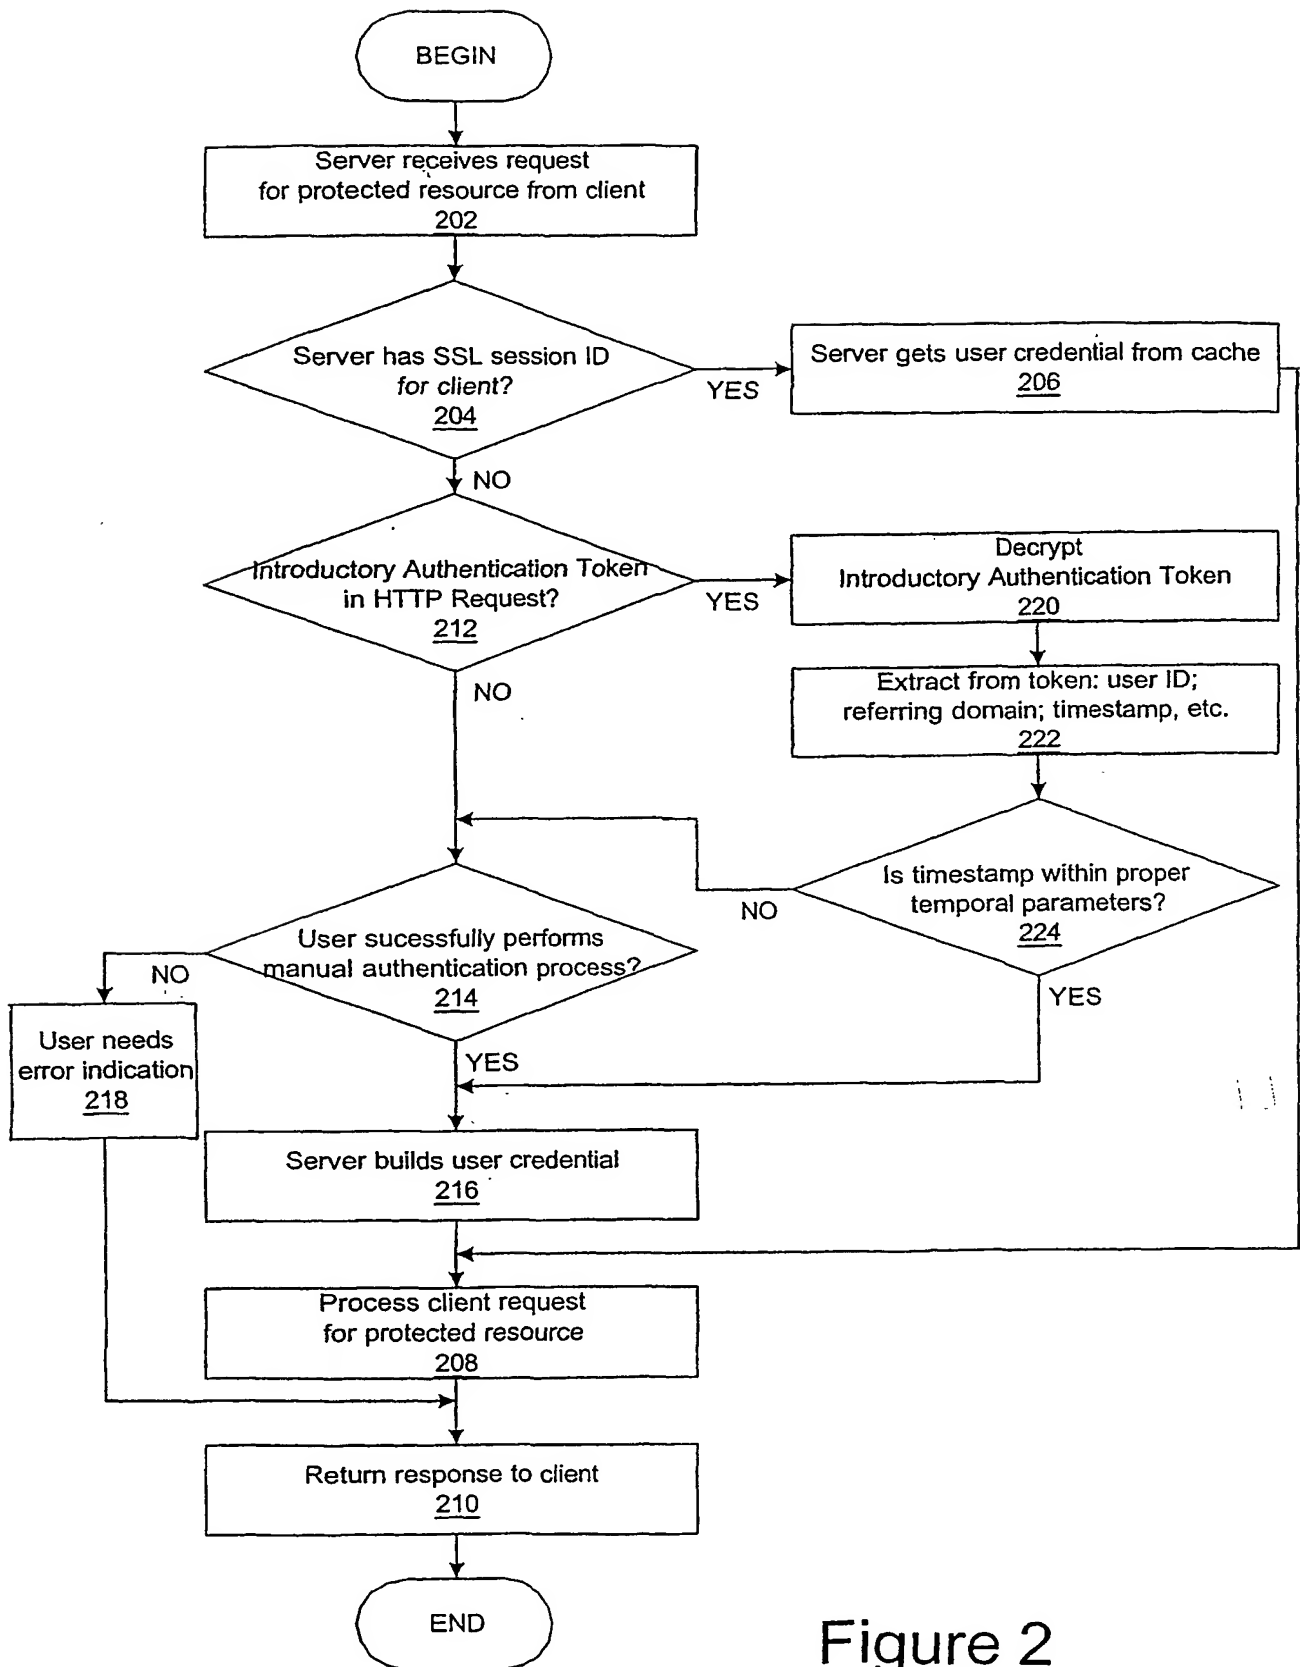 BEGIN
Server receives request
for protected resource from client
202
Server has SSL session ID
for client?
204
YES
Server gets user credential from cache
206
NO
Introductory Authentication Token
in HTTP Request?
212
YES
Decrypt
Introductory Authentication Token
220
NO
Extract from token: user ID;
referring domain; timestamp, etc.
222
Is timestamp within proper
temporal parameters?
224
NO
YES
User sucessfully performs
manual authentication process?
214
NO
YES
User needs
error indication
218
Server builds user credential
216
Process client request
for protected resource
208
Return response to client
210
END
Figure 2